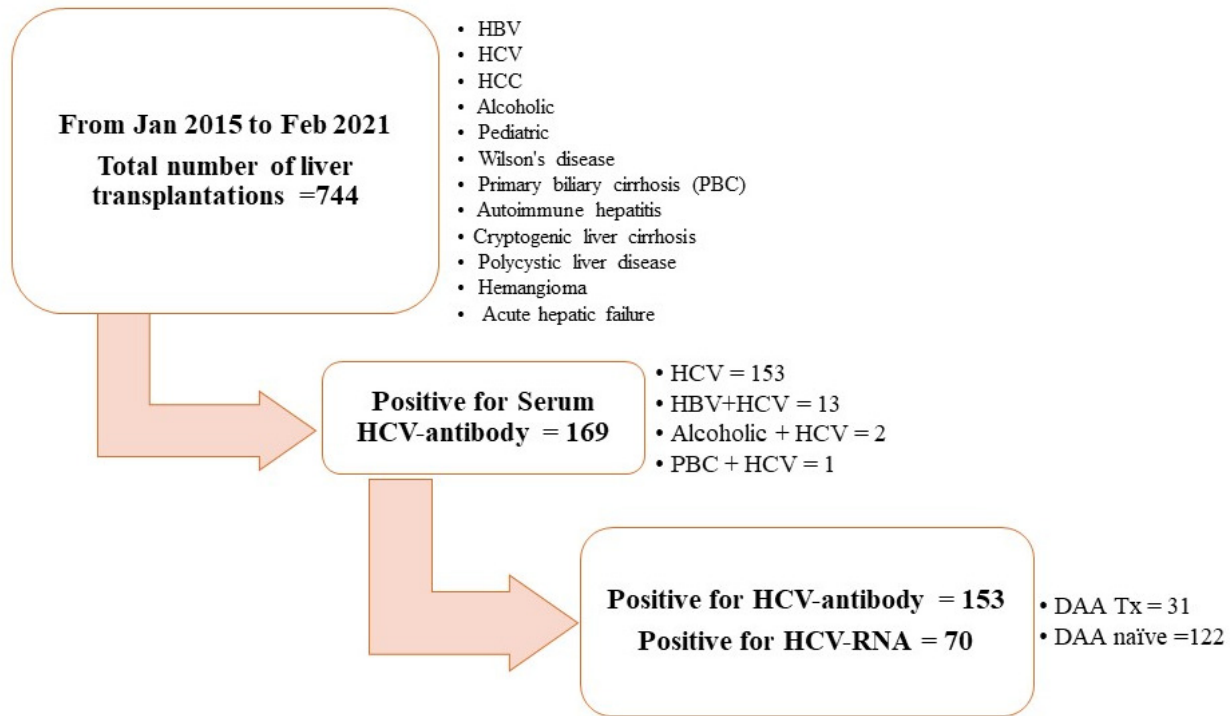 From Jan 2015 to Feb 2021
Total number of liver
transplantations =744
• HBV
• HCV
• HCC
• Alcoholic
• Pediatric
• Wilson's disease
• Primary biliary cirrhosis (PBC)
• Autoimmune hepatitis
• Cryptogenic liver cirrhosis
• Polycystic liver disease
• Hemangioma
• Acute hepatic failure
Positive for Serum
HCV-antibody = 169
• HCV = 153
• HBV+HCV = 13
• Alcoholic + HCV = 2
• PBC + HCV = 1
Positive for HCV-antibody = 153
Positive for HCV-RNA = 70
• DAA Tx = 31
• DAA naïve =122